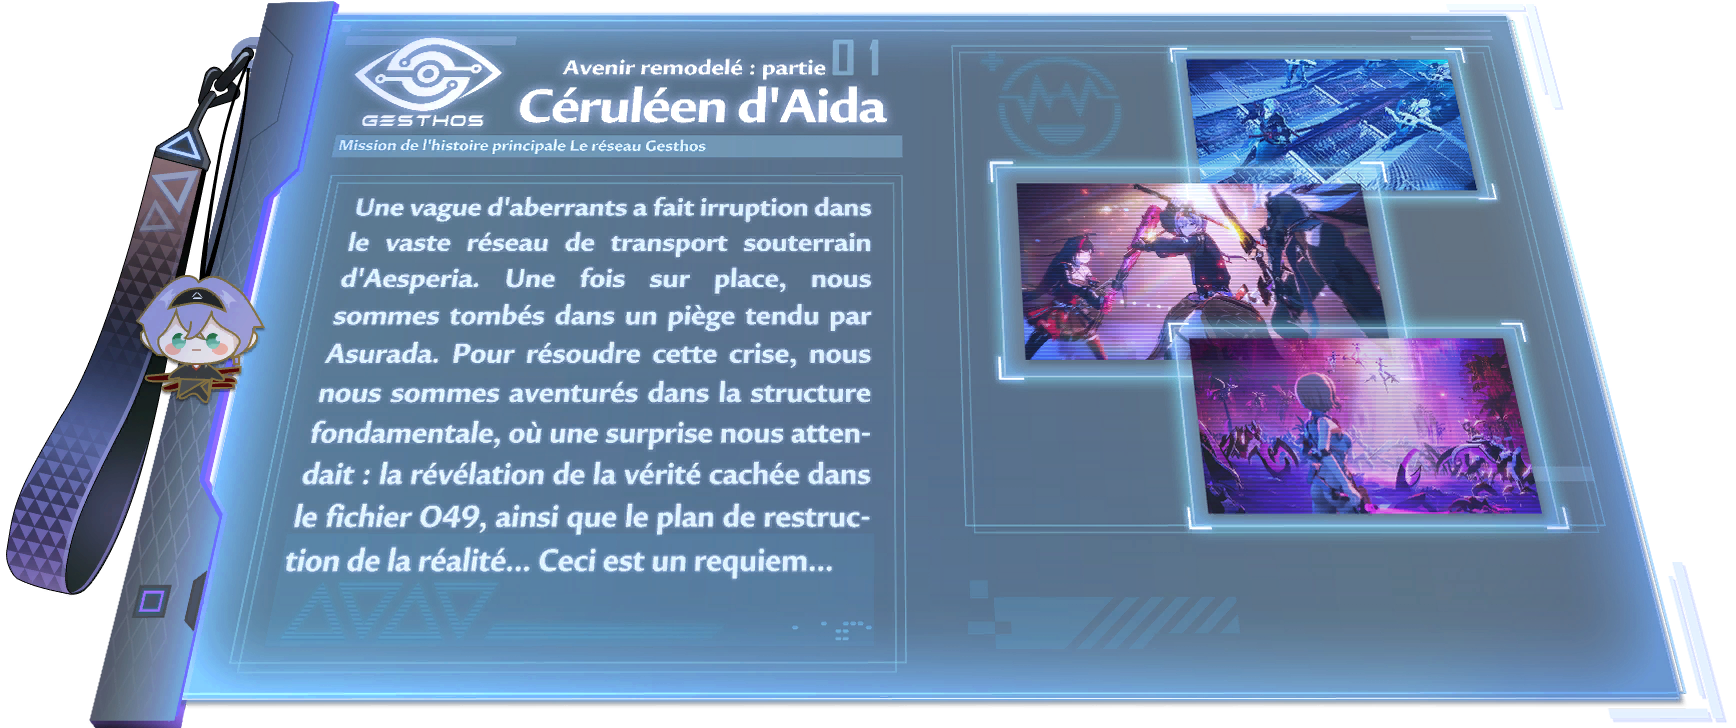 GESTHOS
Avenir remodelé : partie 01
Céruléen d'Aida
Mission de l'histoire principale Le réseau Gesthos
Une vague d'aberrants a fait irruption dans
le vaste réseau de transport souterrain
d'Aesperia. Une fois sur place, nous
sommes tombés dans un piège tendu par
Asurada. Pour résoudre cette crise, nous
nous sommes aventurés dans la structure
fondamentale, où une surprise nous atten-
dait : la révélation de la vérité cachée dans
le fichier O49, ainsi que le plan de restruc-
tion de la réalité... Ceci est un requiem...